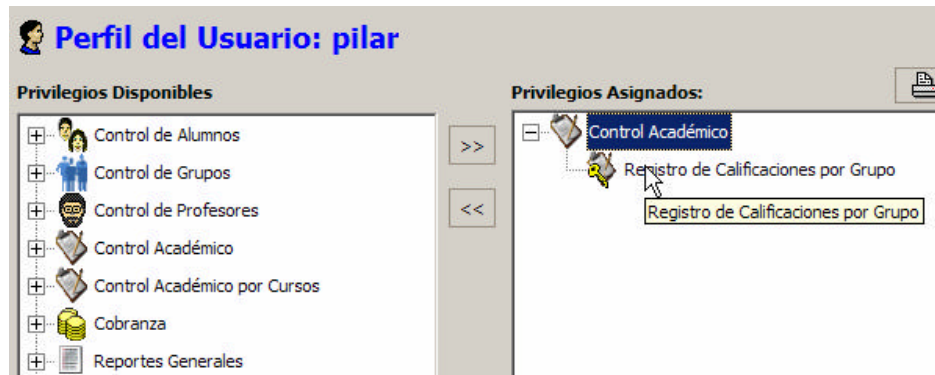 Perfil del Usuario: pilar
Privilegios Disponibles
Control de Alumnos
Control de Grupos
Control de Profesores
Control Académico
Control Académico por Cursos
Cobranza
Reportes Generales
>>
<<
Privilegios Asignados:
Control Académico
Registro de Calificaciones por Grupo
Registro de Calificaciones por Grupo